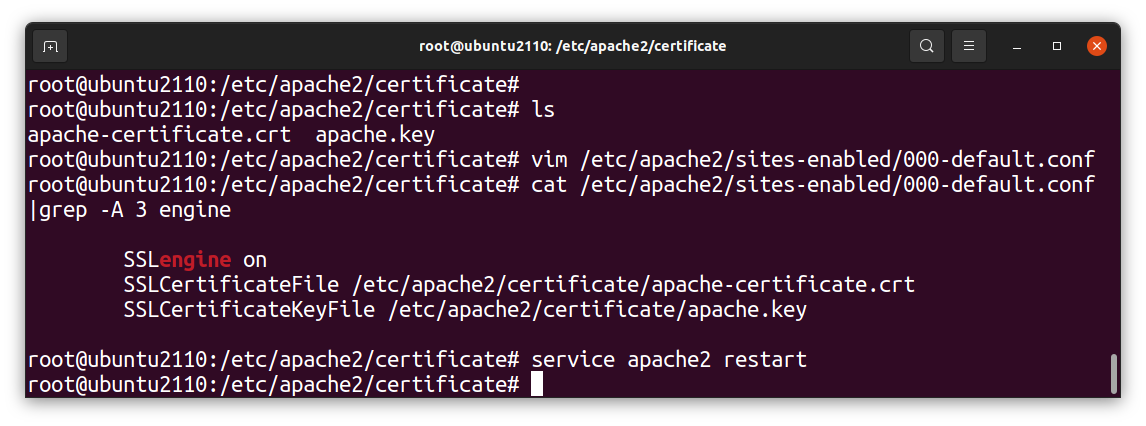 root@ubuntu2110: /etc/apache2/certificate
root@ubuntu2110:/etc/apache2/certificate#
root@ubuntu2110:/etc/apache2/certificate# ls
apache-certificate.crt  apache.key
root@ubuntu2110:/etc/apache2/certificate# vim /etc/apache2/sites-enabled/000-default.conf
root@ubuntu2110:/etc/apache2/certificate# cat /etc/apache2/sites-enabled/000-default.conf
|grep -A 3 engine
SSLengine on
SSLCertificateFile /etc/apache2/certificate/apache-certificate.crt
SSLCertificateKeyFile /etc/apache2/certificate/apache.key
root@ubuntu2110:/etc/apache2/certificate# service apache2 restart
root@ubuntu2110:/etc/apache2/certificate#